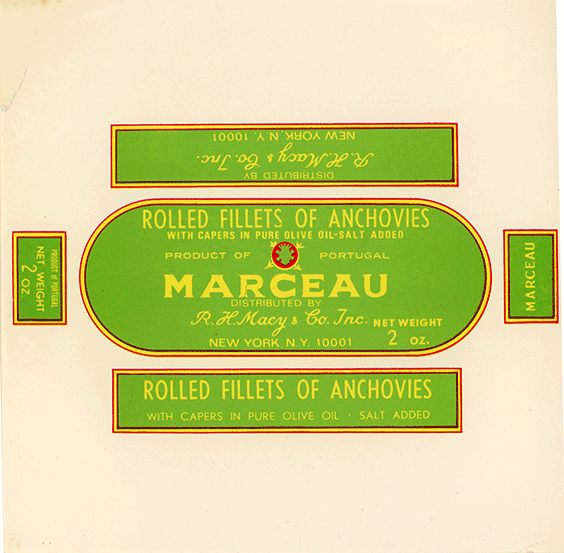 DISTRIBUTED BY
R. H. Macy & Co. Inc.
NEW YORK, N.Y. 10001
ROLLED FILLETS OF ANCHOVIES
WITH CAPERS IN PURE OLIVE OIL-SALT ADDED
PRODUCT OF PORTUGAL
MARCEAU
DISTRIBUTED BY
R. H. Macy & Co. Inc.
NEW YORK, N.Y. 10001
NET WEIGHT
2 OZ.
PRODUCT of PORTUGAL
NET WEIGHT
2 OZ.
MARCEAU
ROLLED FILLETS OF ANCHOVIES
WITH CAPERS IN PURE OLIVE OIL · SALT ADDED